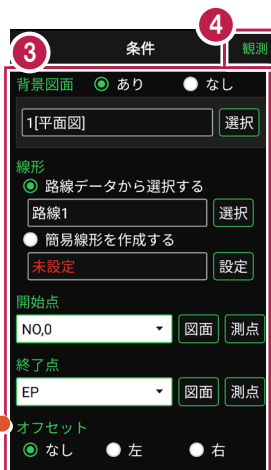 4
3 条件 観測
背景図面 あり なし
1[平面図] 選択
線形
路線データから選択する
路線1 選択
簡易線形を作成する
未設定 設定
開始点
NO,0 図面 測点
終了点
EP 図面 測点
オフセット
なし 左 右